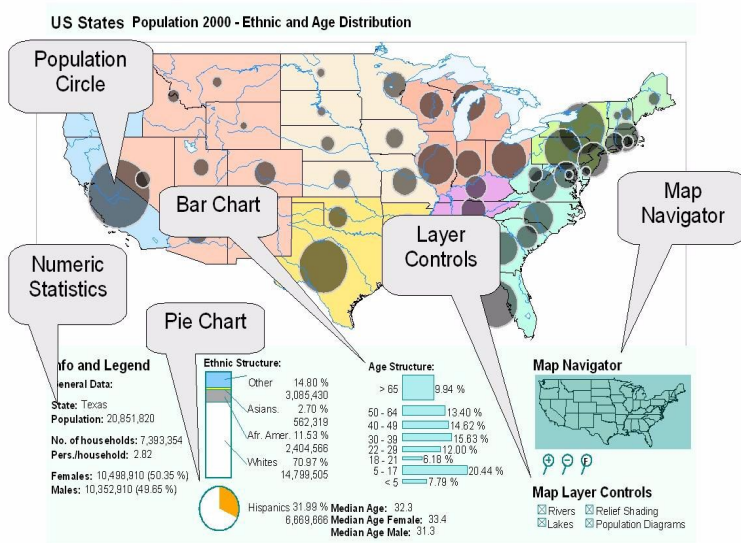 US States Population 2000 - Ethnic and Age Distribution
Population
Circle
Bar Chart
Layer
Controls
Map
Navigator
Numeric
Statistics
Pie Chart
nfo and Legend
General Data:
State: Texas
Population: 20,851,820
No. of households: 7,393,354
Pers./household: 2.82
Females: 10,498,910 (50.35 %)
Males: 10,352,910 (49.65 %)
Ethnic Structure:
Other 14.80 %
3,085,430
Asians. 2.70 %
562,319
Afr. Amer. 11.53 %
2,404,566
Whites 70.97 %
14,799,505
Hispanics 31.99 %
6,669,666
Age Structure:
> 65 9.94 %
50 - 64 13.40 %
40 - 49 14.62 %
30 - 39 15.63 %
22 - 29 12.00 %
18 - 21 6.18 %
5 - 17 20.44 %
< 5 7.79 %
Median Age: 32.3
Median Age Female: 33.4
Median Age Male: 31.3
Map Navigator
Map Layer Controls
Rivers Relief Shading
Lakes Population Diagrams